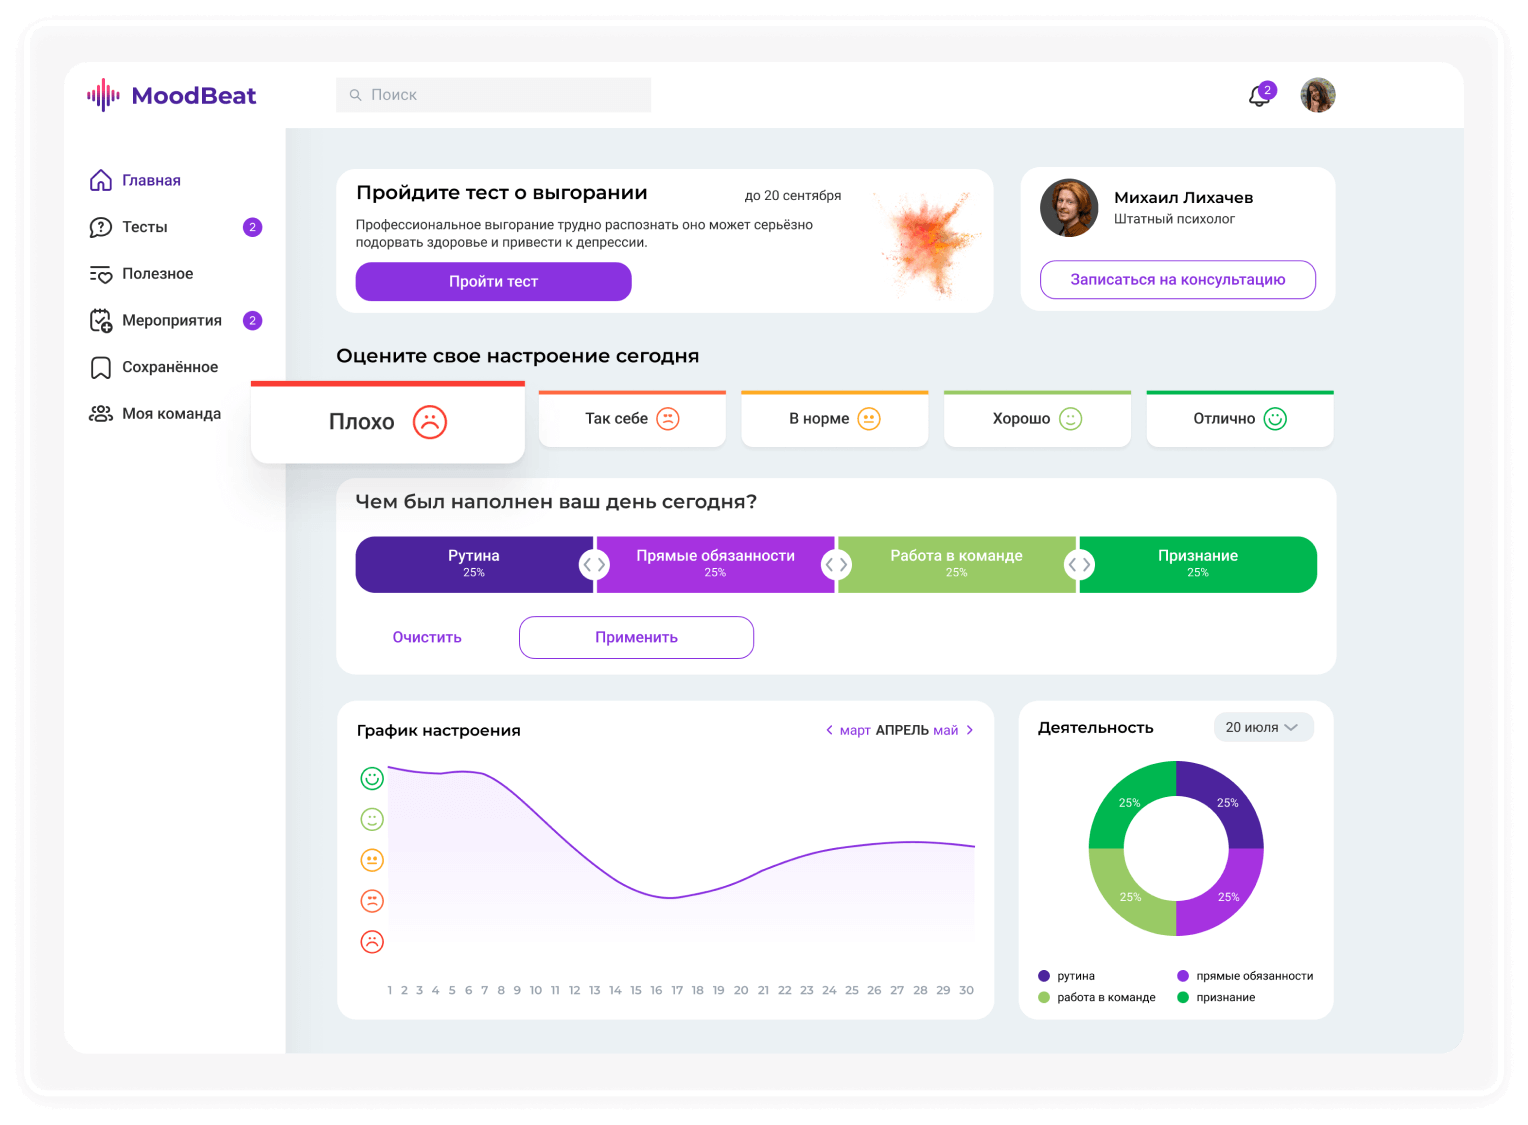 MoodBeat
Поиск
2
Главная
Тесты
2
Полезное
Мероприятия
2
Сохранённое
Моя команда
Пройдите тест о выгорании
до 20 сентября
Профессиональное выгорание трудно распознать оно может серьёзно
подорвать здоровье и привести к депрессии.
Пройти тест
Михаил Лихачев
Штатный психолог
Записаться на консультацию
Оцените свое настроение сегодня
Плохо
Так себе
В норме
Хорошо
Отлично
Чем был наполнен ваш день сегодня?
Рутина
25%
Прямые обязанности
25%
Работа в команде
25%
Признание
25%
Очистить
Применить
График настроения
март АПРЕЛЬ май
1 2 3 4 5 6 7 8 9 10 11 12 13 14 15 16 17 18 19 20 21 22 23 24 25 26 27 28 29 30
Деятельность
20 июля
25% 25%
25% 25%
рутина
прямые обязанности
работа в команде
признание